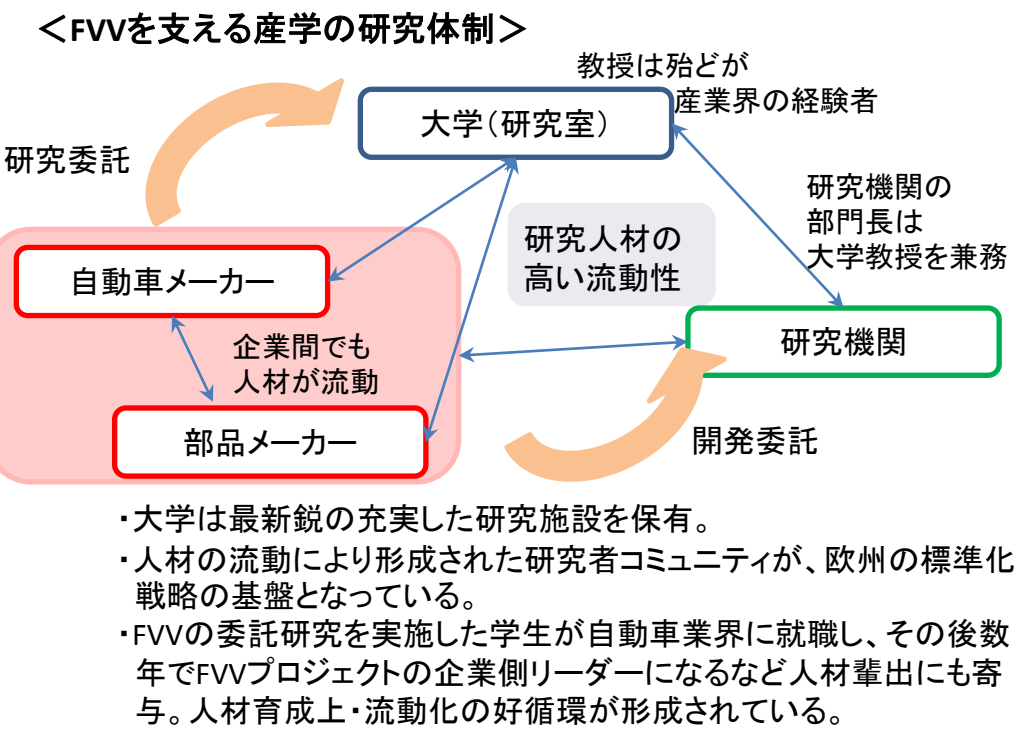 ＜FVVを支える産学の研究体制＞
教授は殆どが
産業界の経験者
大学（研究室）
研究委託
研究機関の
部門長は
大学教授を兼務
研究人材の
高い流動性
自動車メーカー
企業間でも
人材が流動
研究機関
部品メーカー
開発委託
・大学は最新鋭の充実した研究施設を保有。
・人材の流動により形成された研究者コミュニティが、欧州の標準化
戦略の基盤となっている。
・FVVの委託研究を実施した学生が自動車業界に就職し、その後数
年でFVVプロジェクトの企業側リーダーになるなど人材輩出にも寄
与。人材育成上・流動化の好循環が形成されている。